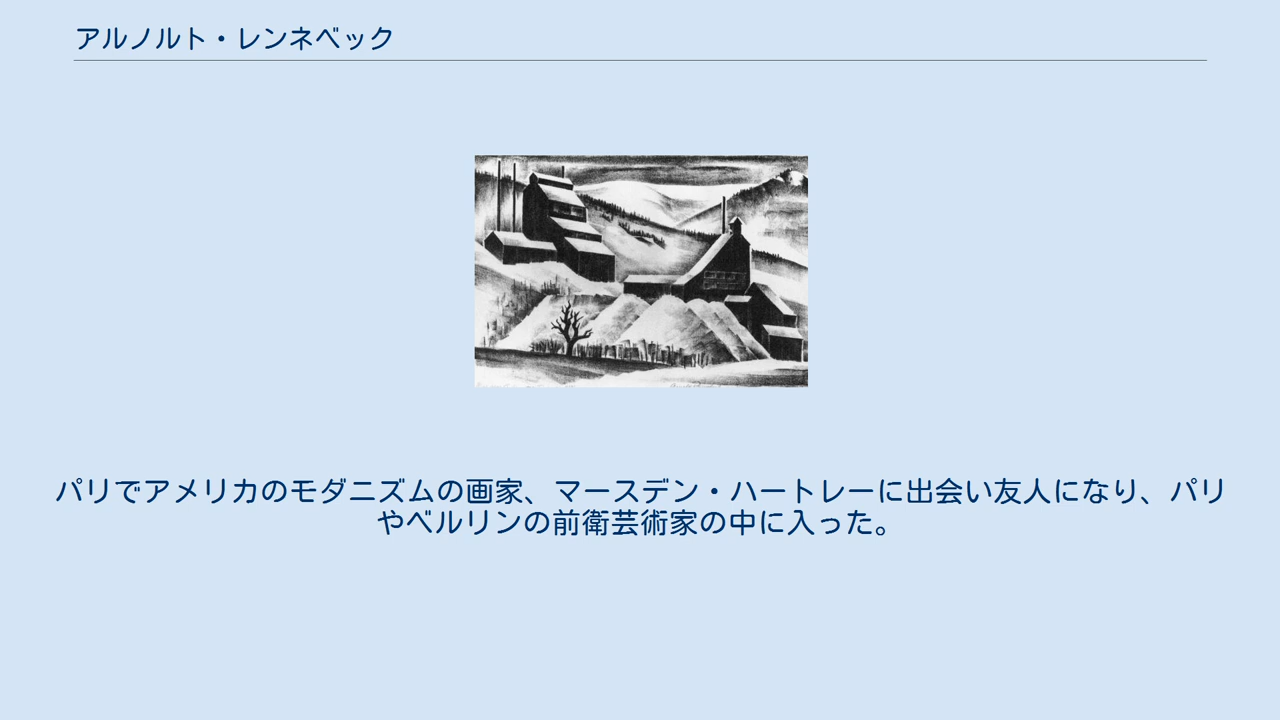 アルノルト・レンネベック
パリでアメリカのモダニズムの画家、マースデン・ハートレーに出会い友人になり、パリ
やベルリンの前衛芸術家の中に入った。